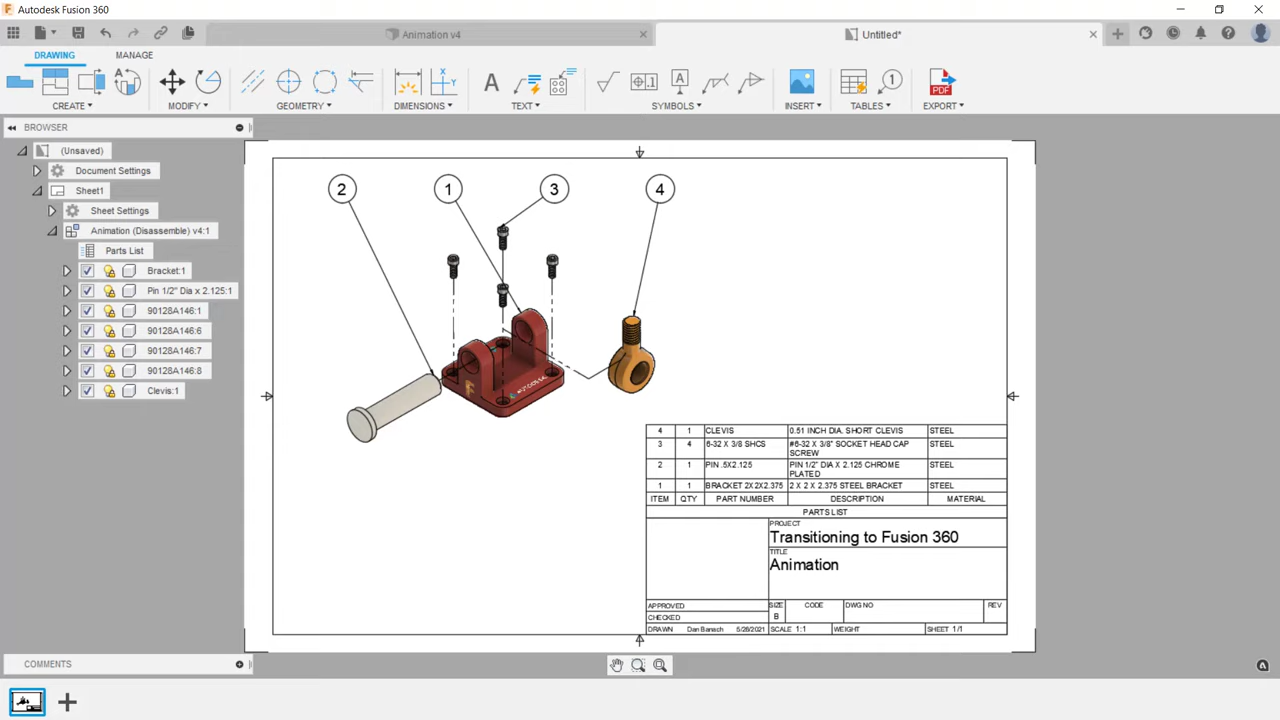 Autodesk Fusion 360
Animation v4
Untitled*
DRAWING
MANAGE
CREATE
MODIFY
GEOMETRY
DIMENSIONS
TEXT
SYMBOLS
INSERT
TABLES
EXPORT
BROWSER
(Unsaved)
Document Settings
Sheet1
Sheet Settings
Animation (Disassemble) v4:1
Parts List
Bracket:1
Pin 1/2" Dia x 2.125:1
90128A146:1
90128A146:6
90128A146:7
90128A146:8
Clevis:1
2 1 3 4
AUTODESK
4 1 CLEVIS 0.51 INCH DIA. SHORT CLEVIS STEEL
3 4 6-32 X 3/8 SHCS #6-32 X 3/8" SOCKET HEAD CAP SCREW STEEL
2 1 PIN .5X2.125 PIN 1/2" DIA X 2.125 CHROME PLATED STEEL
1 1 BRACKET 2X2X2.375 2 X 2 X 2.375 STEEL BRACKET STEEL
ITEM QTY PART NUMBER DESCRIPTION MATERIAL
PARTS LIST
PROJECT
Transitioning to Fusion 360
TITLE
Animation
APPROVED
CHECKED
DRAWN Dan Banach 5/28/2021
SIZE
B
CODE
DWG NO
REV
SCALE 1:1
WEIGHT
SHEET 1/1
COMMENTS